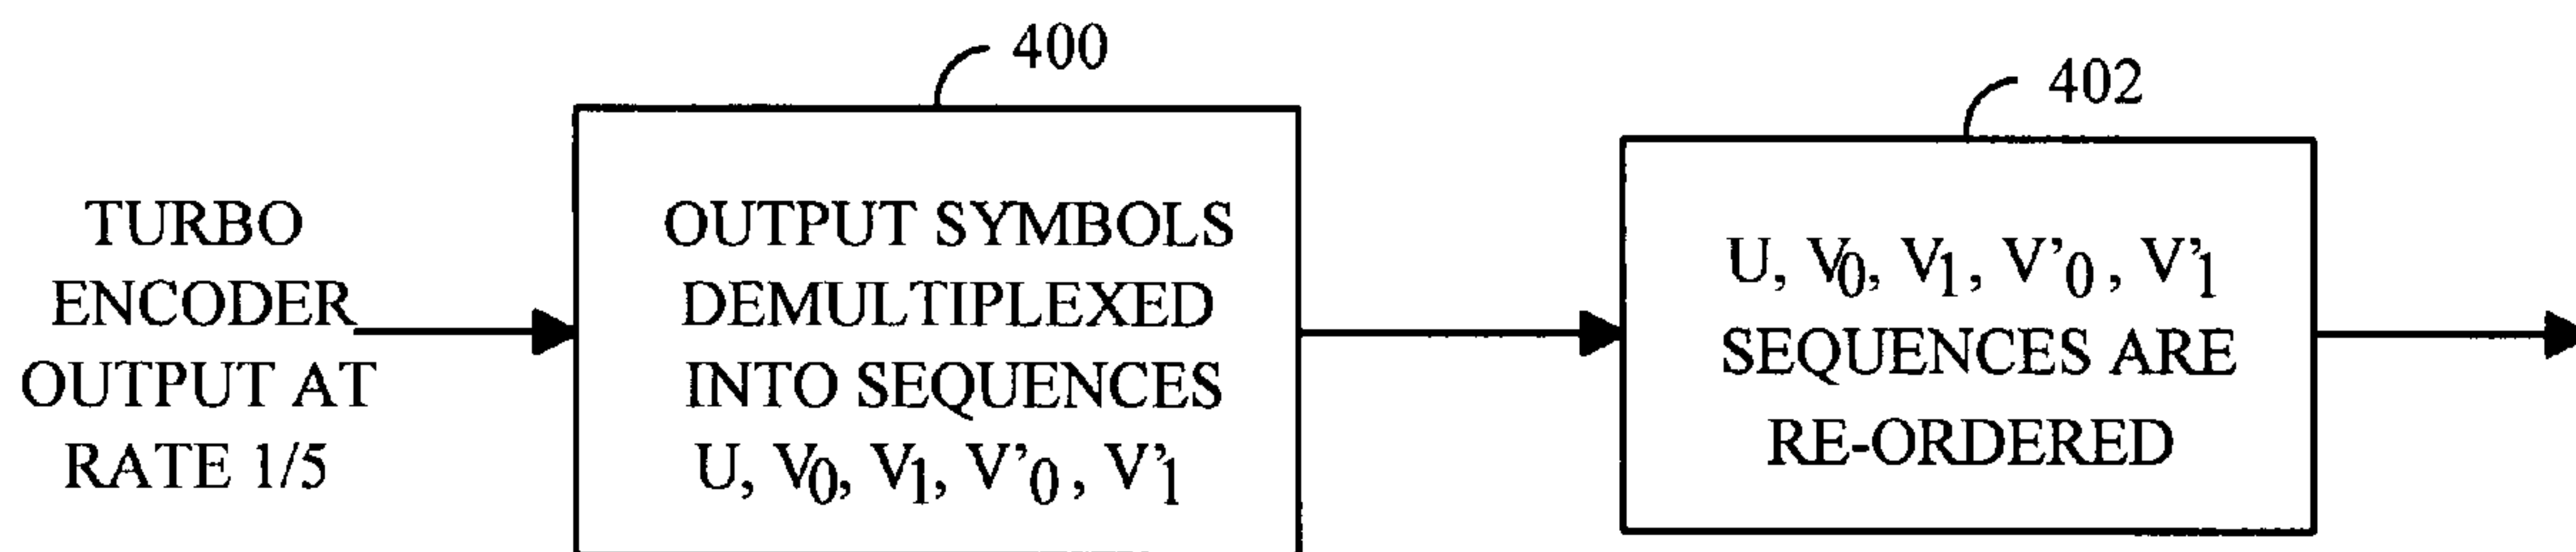 400
402
TURBO
ENCODER
OUTPUT AT
RATE 1/5
OUTPUT SYMBOLS
DEMULTIPLEXED
INTO SEQUENCES
U, V0, V1, V'0, V'1
U, V0, V1, V'0, V'1
SEQUENCES ARE
RE-ORDERED